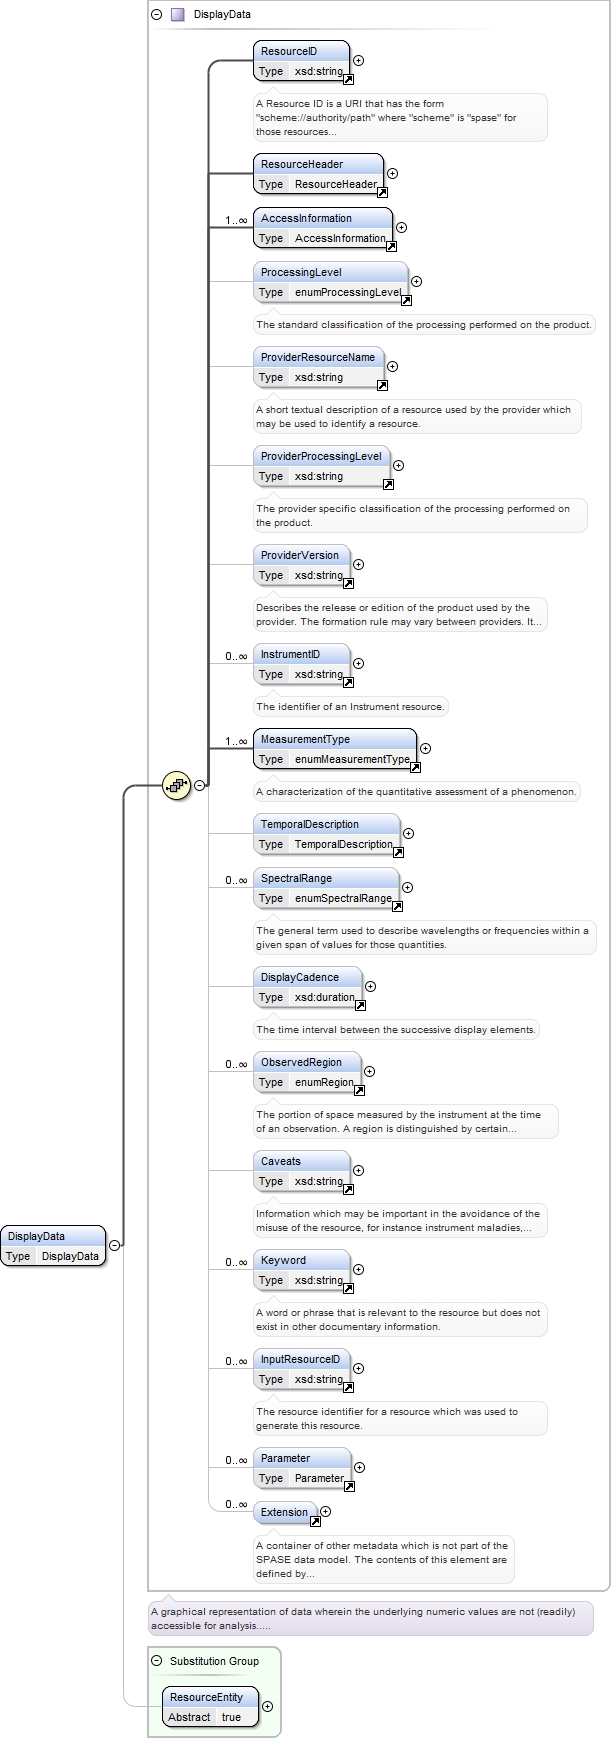 DisplayData
ResourceID
Type xsd:string
A Resource ID is a URI that has the form
"scheme://authority/path" where "scheme" is "spase" for
those resources...
ResourceHeader
Type ResourceHeader
1..∞
AccessInformation
Type AccessInformation
ProcessingLevel
Type enumProcessingLevel
The standard classification of the processing performed on the product.
ProviderResourceName
Type xsd:string
A short textual description of a resource used by the provider which
may be used to identify a resource.
ProviderProcessingLevel
Type xsd:string
The provider specific classification of the processing performed on
the product.
ProviderVersion
Type xsd:string
Describes the release or edition of the product used by the
provider. The formation rule may vary between providers. It...
0..∞
InstrumentID
Type xsd:string
The identifier of an Instrument resource.
1..∞
MeasurementType
Type enumMeasurementType
A characterization of the quantitative assessment of a phenomenon.
TemporalDescription
Type TemporalDescription
0..∞
SpectralRange
Type enumSpectralRange
The general term used to describe wavelengths or frequencies within a
given span of values for those quantities.
DisplayCadence
Type xsd:duration
The time interval between the successive display elements.
0..∞
ObservedRegion
Type enumRegion
The portion of space measured by the instrument at the time
of an observation. A region is distinguished by certain...
Caveats
Type xsd:string
Information which may be important in the avoidance of the
misuse of the resource, for instance instrument maladies,...
DisplayData
Type DisplayData
0..∞
Keyword
Type xsd:string
A word or phrase that is relevant to the resource but does not
exist in other documentary information.
0..∞
InputResourceID
Type xsd:string
The resource identifier for a resource which was used to
generate this resource.
0..∞
Parameter
Type Parameter
0..∞
Extension
A container of other metadata which is not part of the
SPASE data model. The contents of this element are
defined by...
A graphical representation of data wherein the underlying numeric values are not (readily)
accessible for analysis.....
Substitution Group
ResourceEntity
Abstract true